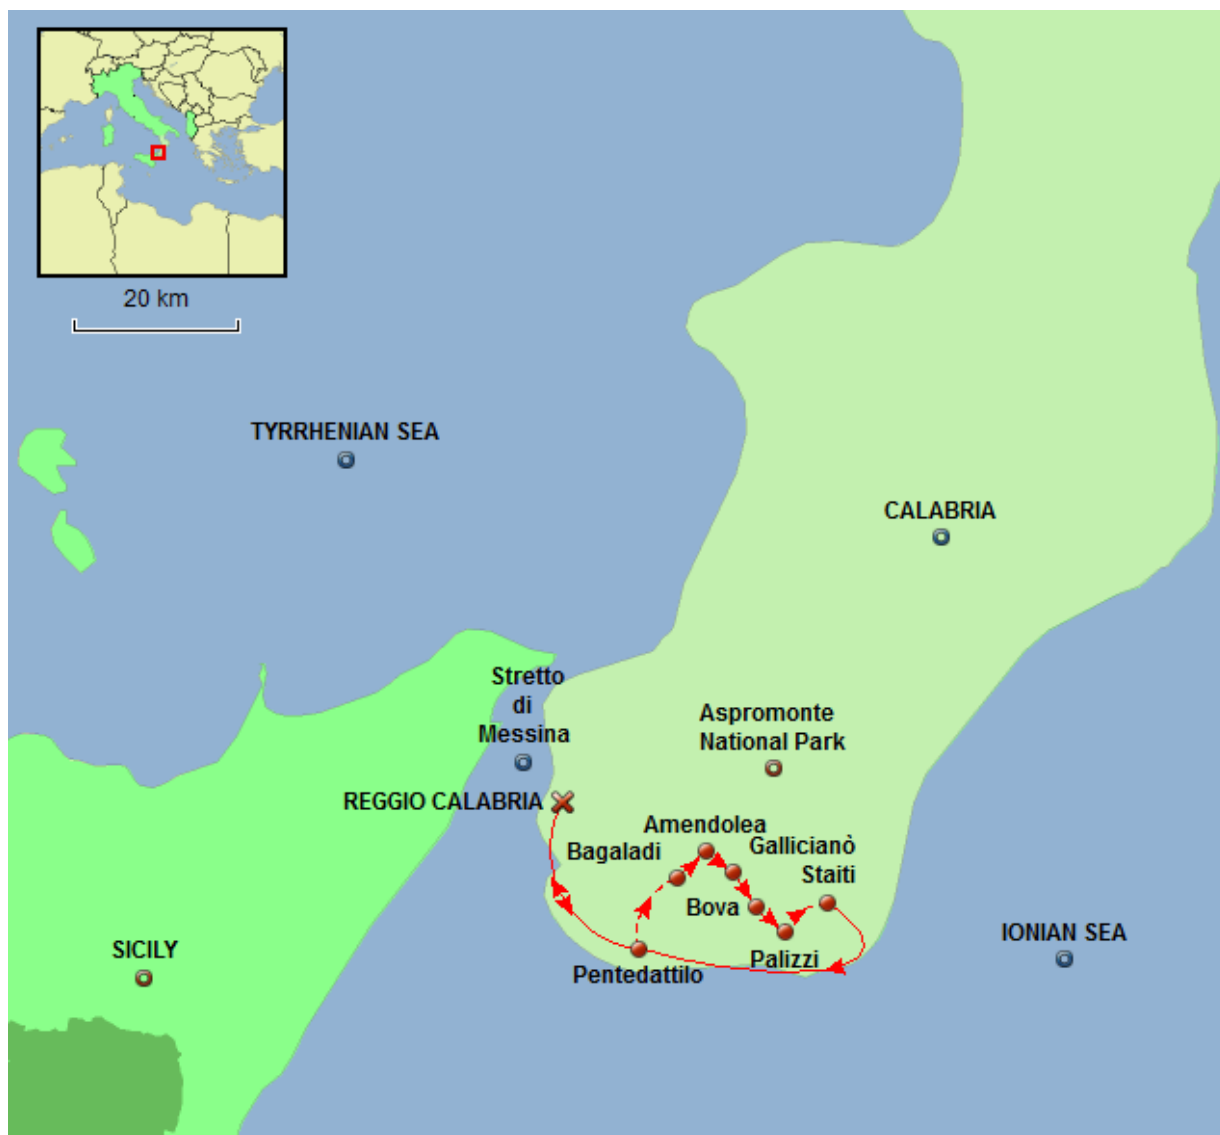 20 km
TYRRHENIAN SEA
CALABRIA
Stretto
di
Messina
Aspromonte
National Park
REGGIO CALABRIA
Amendolea
Gallicianò
Bagaladi
Staiti
Bova
Palizzi
Pentedattilo
IONIAN SEA
SICILY